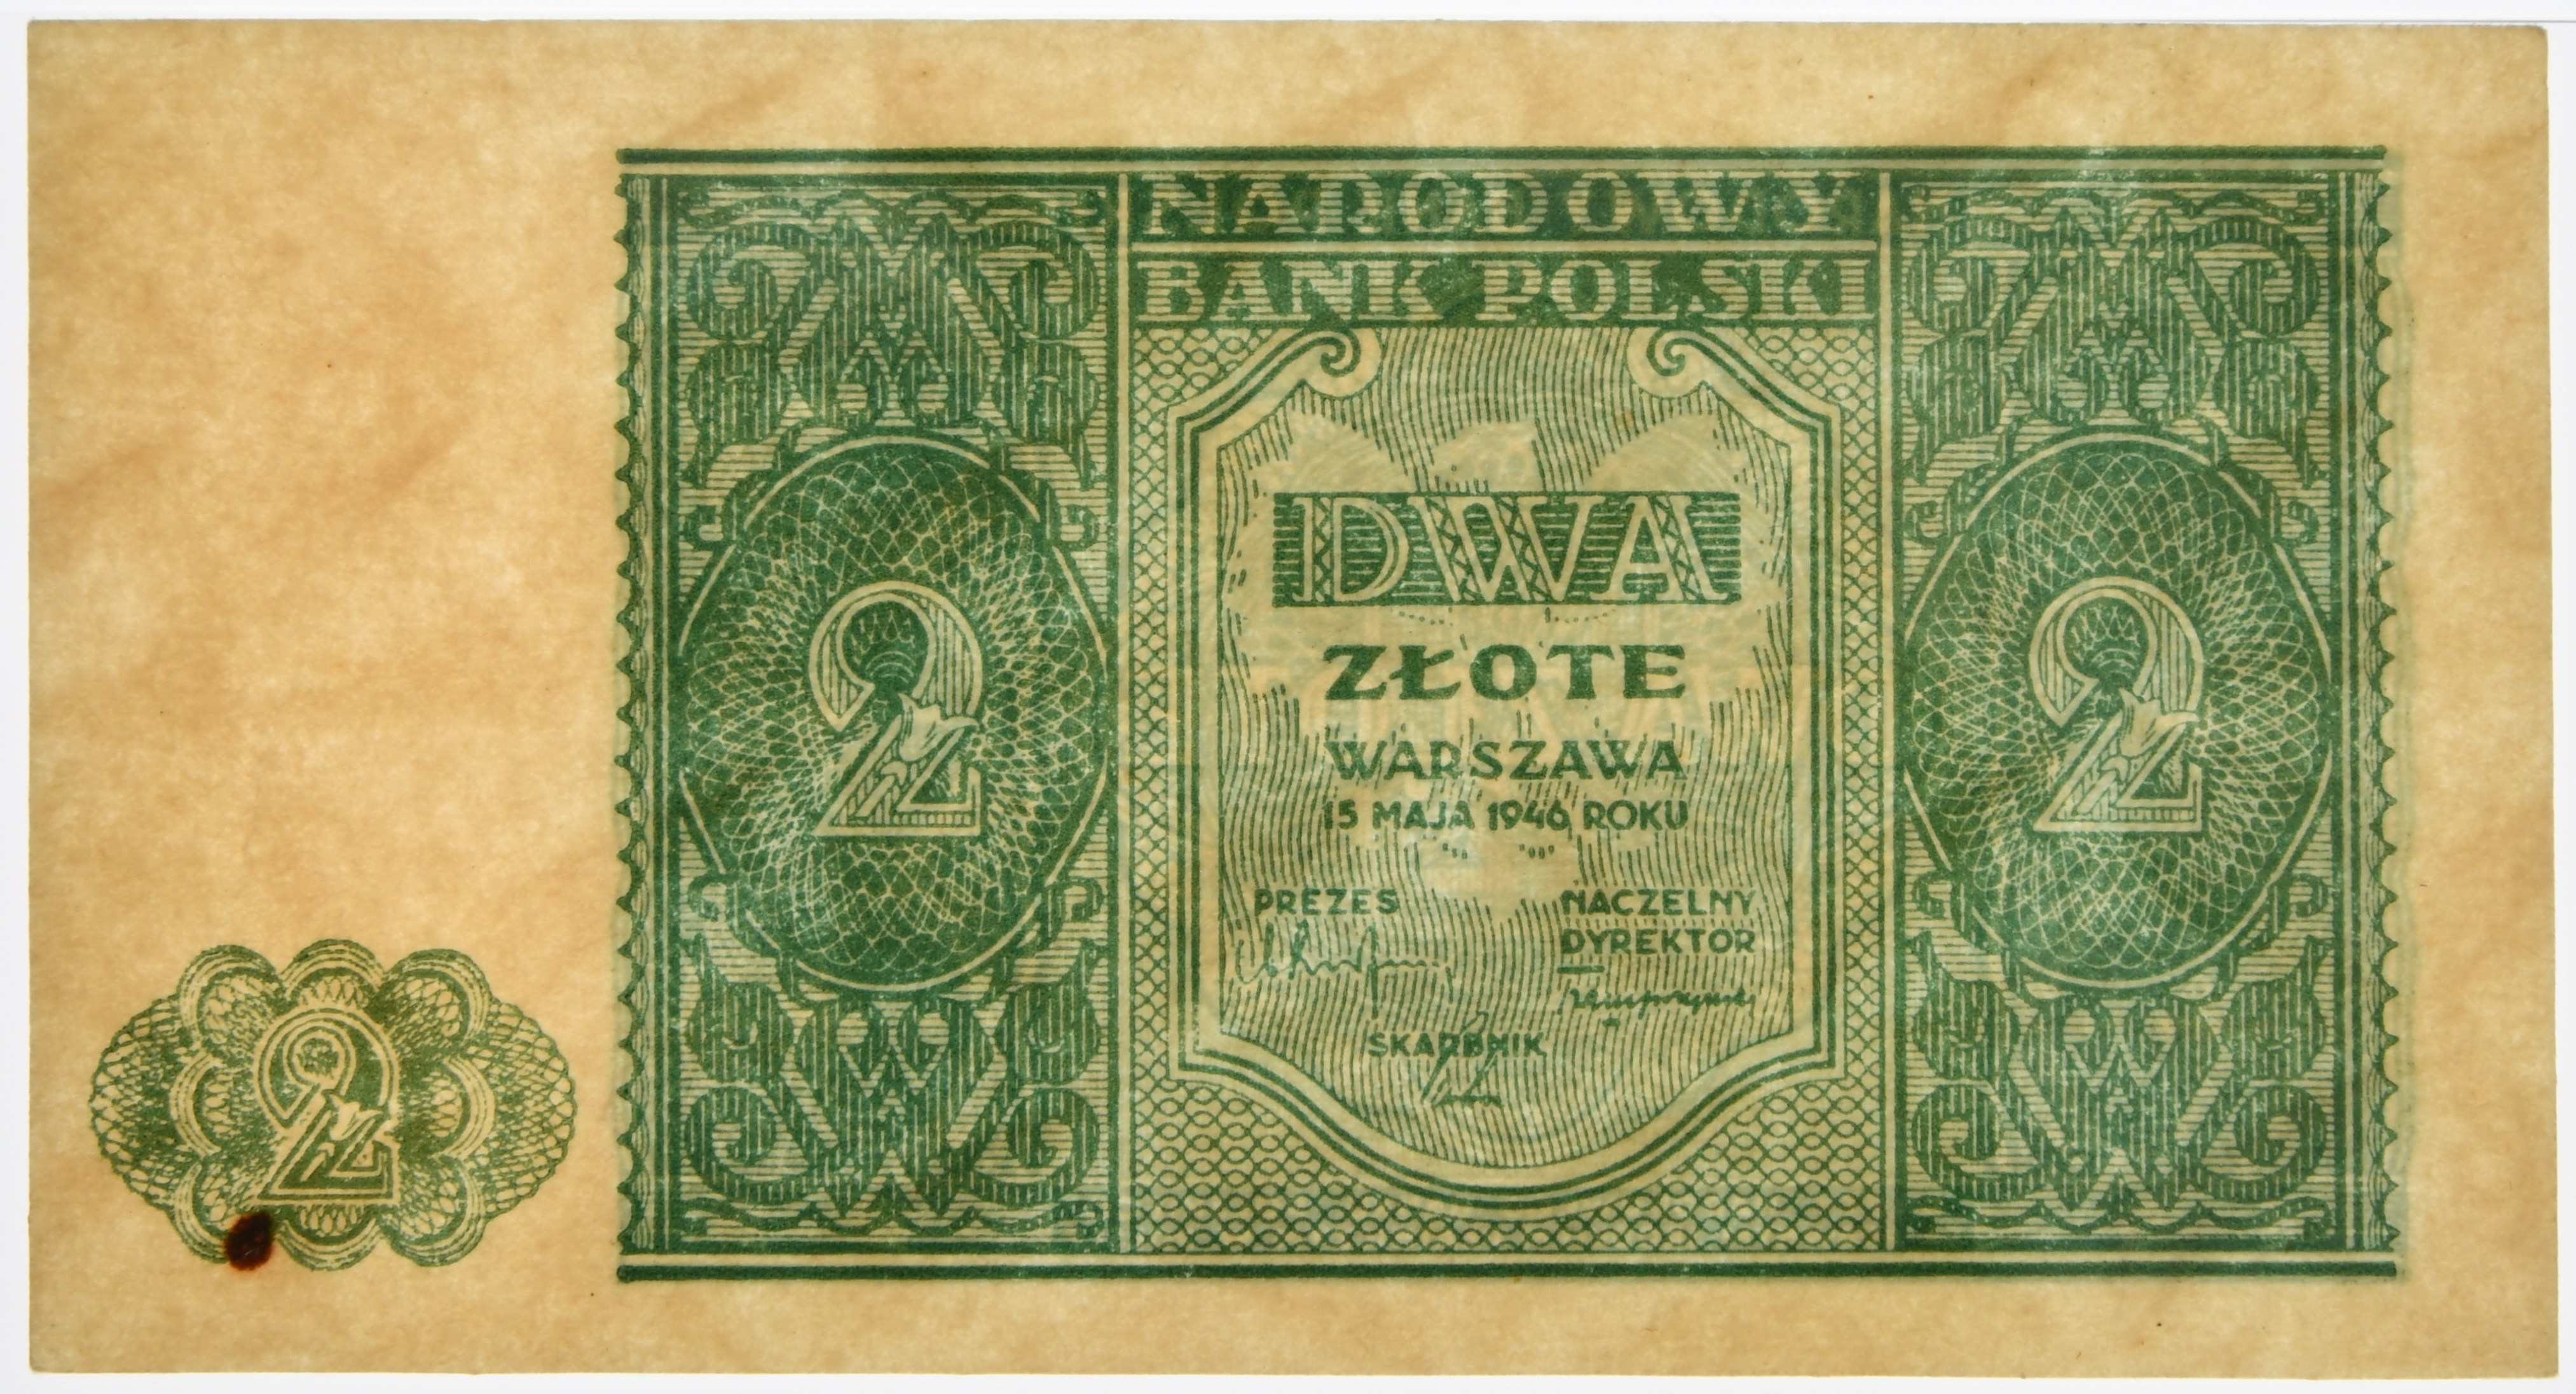 NARODOWY
BANK POLSKI
DWA
ZŁOTE
WARSZAWA
15 MAJA 1946 ROKU
PREZES
NACZELNY
DYREKTOR
SKARBNIK
2
2
2